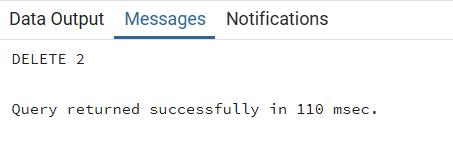 Data Output Messages Notifications
DELETE 2
Query returned successfully in 110 msec.